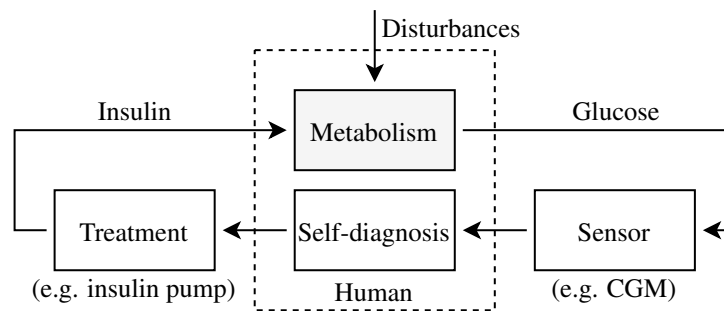 Disturbances
Insulin
Metabolism
Glucose
Treatment
Self-diagnosis
Sensor
(e.g. insulin pump)
Human
(e.g. CGM)